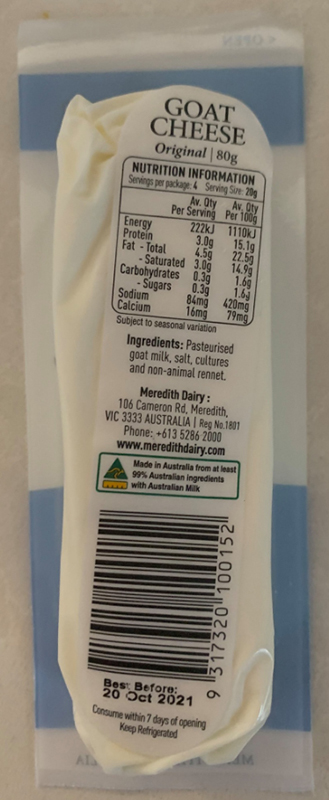 OPEN >
GOAT
CHEESE
Original | 80g
NUTRITION INFORMATION
Servings per package: 4 Serving Size: 20g
Av. Qty Av. Qty
Per Serving Per 100g
Energy 222kJ 1110kJ
Protein 3.0g 15.1g
Fat - Total 4.5g 22.5g
- Saturated 3.0g 14.9g
Carbohydrates 0.3g 1.6g
- Sugars 0.3g 1.6g
Sodium 84mg 420mg
Calcium 16mg 79mg
Subject to seasonal variation
Ingredients: Pasteurised
goat milk, salt, cultures
and non-animal rennet.
Meredith Dairy :
106 Cameron Rd, Meredith,
VIC 3333 AUSTRALIA | Reg No.1801
Phone: +613 5286 2000
www.meredithdairy.com
Made in Australia from at least
99% Australian ingredients
with Australian Milk
9 317320 100152
Best Before:
20 Oct 2021
Consume within 7 days of opening
Keep Refrigerated